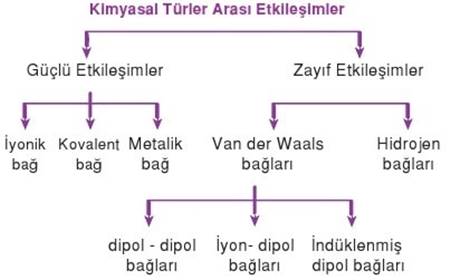 Kimyasal Türler Arası Etkileşimler
Güçlü Etkileşimler
Zayıf Etkileşimler
İyonik
bağ
Kovalent
bağ
Metalik
bağ
Van der Waals
bağları
Hidrojen
bağları
dipol - dipol
bağları
İyon- dipol
bağları
İndüklenmiş
dipol bağları